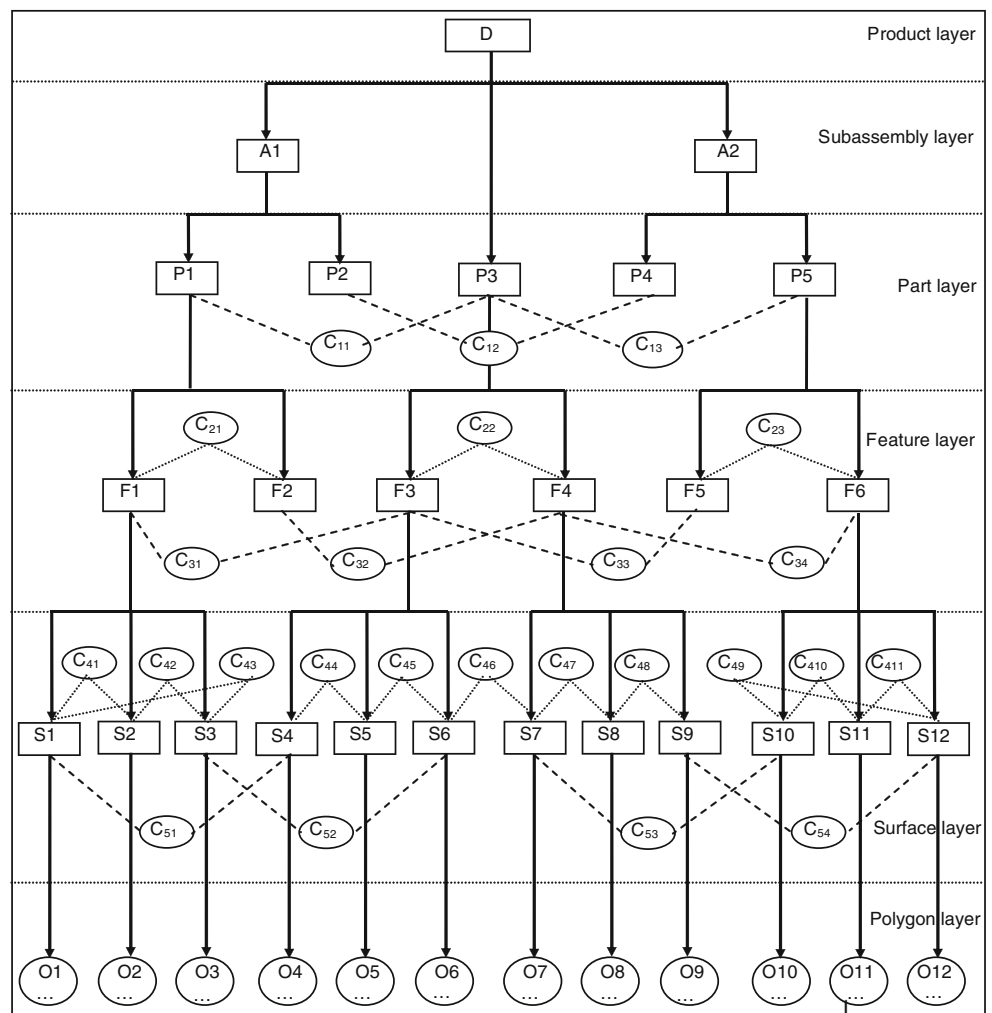 D
Product layer
A1
A2
Subassembly layer
P1
P2
P3
P4
P5
Part layer
C11
C12
C13
C21
C22
C23
Feature layer
F1
F2
F3
F4
F5
F6
C31
C32
C33
C34
C41
C42
C43
C44
C45
C46
C47
C48
C49
C410
C411
S1
S2
S3
S4
S5
S6
S7
S8
S9
S10
S11
S12
C51
C52
C53
C54
Surface layer
Polygon layer
O1
O2
O3
O4
O5
O6
O7
O8
O9
O10
O11
O12
...
...
...
...
...
...
...
...
...
...
...
...